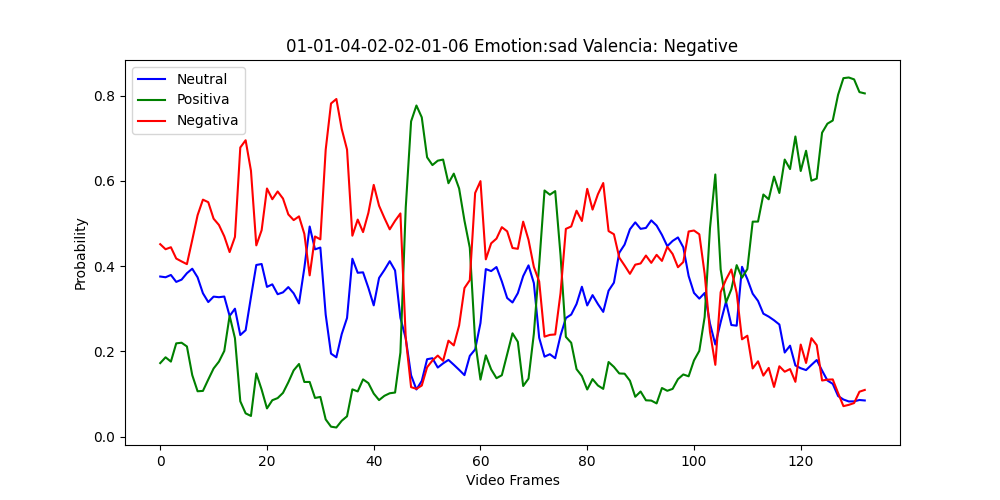 01-01-04-02-02-01-06 Emotion:sad Valencia: Negative
Neutral
Positiva
Negativa
Probability
0.8
0.6
0.4
0.2
0.0
0 20 40 60 80 100 120
Video Frames